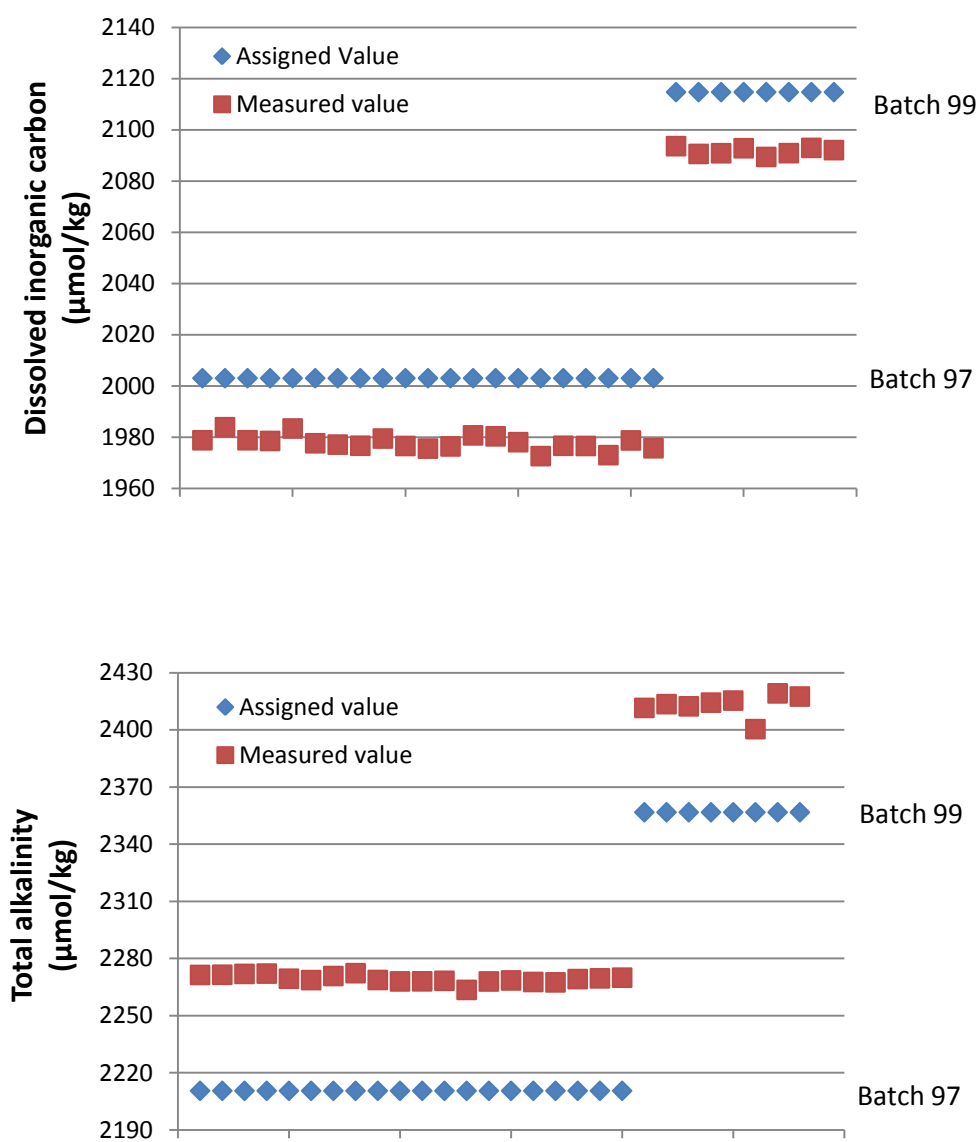 2140
2120
2100
2080
2060
2040
2020
2000
1980
1960
Dissolved inorganic carbon
(µmol/kg)
Assigned Value
Measured value
Batch 99
Batch 97
2430
2400
2370
2340
2310
2280
2250
2220
2190
Total alkalinity
(µmol/kg)
Assigned value
Measured value
Batch 99
Batch 97